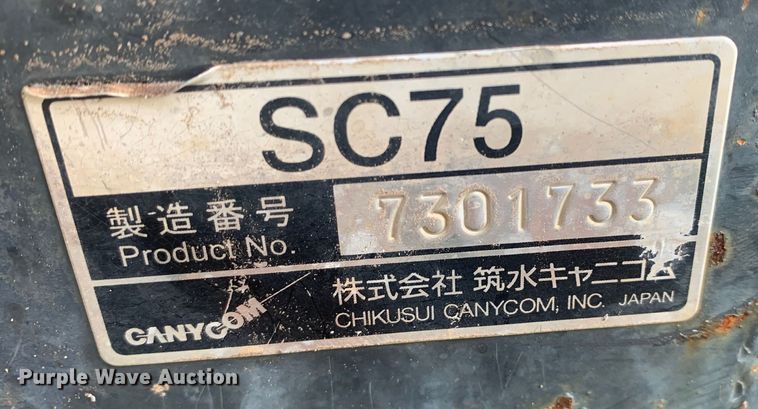 SC75
製造番号
Product No.
7301733
CANYCOM
株式会社 筑水キャニコム
CHIKUSUI CANYCOM, INC. JAPAN
Purple Wave Auction